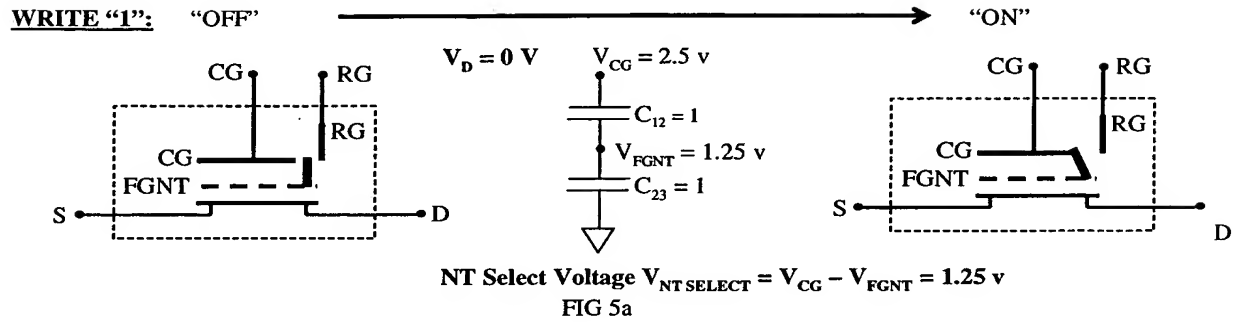 WRITE “1”: “OFF” “ON”
V_D = 0 V V_CG = 2.5 v
CG RG CG RG
C_12 = 1
RG RG
CG V_FGNT = 1.25 v CG
FGNT C_23 = 1 FGNT
S D S D
NT Select Voltage V_NT SELECT = V_CG – V_FGNT = 1.25 v
FIG 5a